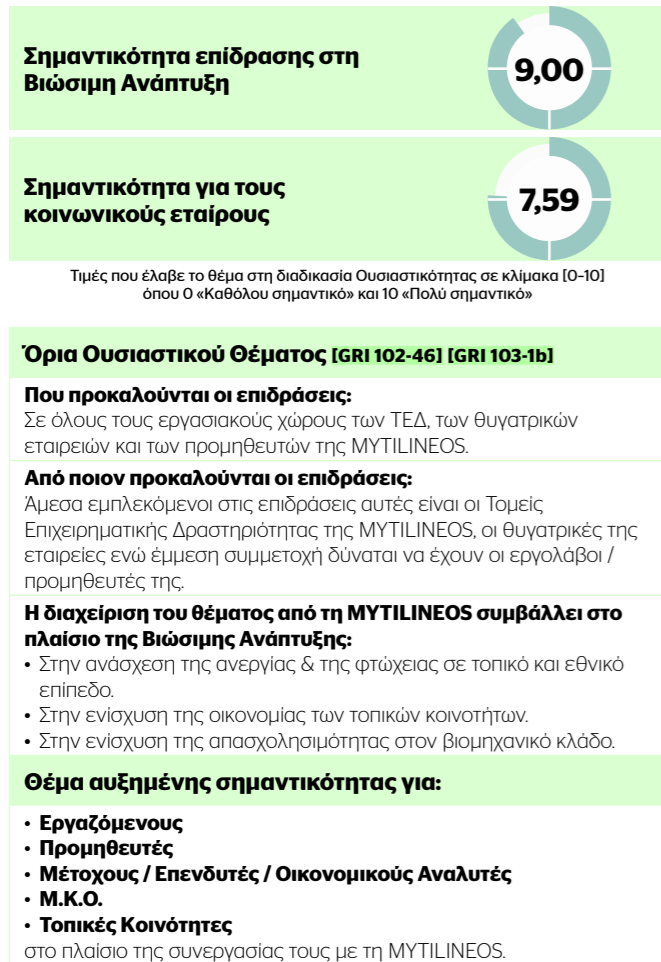 Σημαντικότητα επίδρασης στη
Βιώσιμη Ανάπτυξη
9,00
Σημαντικότητα για τους
κοινωνικούς εταίρους
7,59
Τιμές που έλαβε το θέμα στη διαδικασία Ουσιαστικότητας σε κλίμακα [0-10]
όπου 0 «Καθόλου σημαντικό» και 10 «Πολύ σημαντικό»
Όρια Ουσιαστικού Θέματος [GRI 102-46] [GRI 103-1b]
Που προκαλούνται οι επιδράσεις:
Σε όλους τους εργασιακούς χώρους των ΤΕΔ, των θυγατρικών
εταιρειών και των προμηθευτών της MYTILINEOS.
Από ποιον προκαλούνται οι επιδράσεις:
Άμεσα εμπλεκόμενοι στις επιδράσεις αυτές είναι οι Τομείς
Επιχειρηματικής Δραστηριότητας της MYTILINEOS, οι θυγατρικές της
εταιρείες ενώ έμμεση συμμετοχή δύναται να έχουν οι εργολάβοι /
προμηθευτές της.
Η διαχείριση του θέματος από τη MYTILINEOS συμβάλλει στο
πλαίσιο της Βιώσιμης Ανάπτυξης:
• Στην ανάσχεση της ανεργίας & της φτώχειας σε τοπικό και εθνικό
επίπεδο.
• Στην ενίσχυση της οικονομίας των τοπικών κοινοτήτων.
• Στην ενίσχυση της απασχολησιμότητας στον βιομηχανικό κλάδο.
Θέμα αυξημένης σημαντικότητας για:
• Εργαζόμενους
• Προμηθευτές
• Μέτοχους / Επενδυτές / Οικονομικούς Αναλυτές
• Μ.Κ.Ο.
• Τοπικές Κοινότητες
στο πλαίσιο της συνεργασίας τους με τη MYTILINEOS.